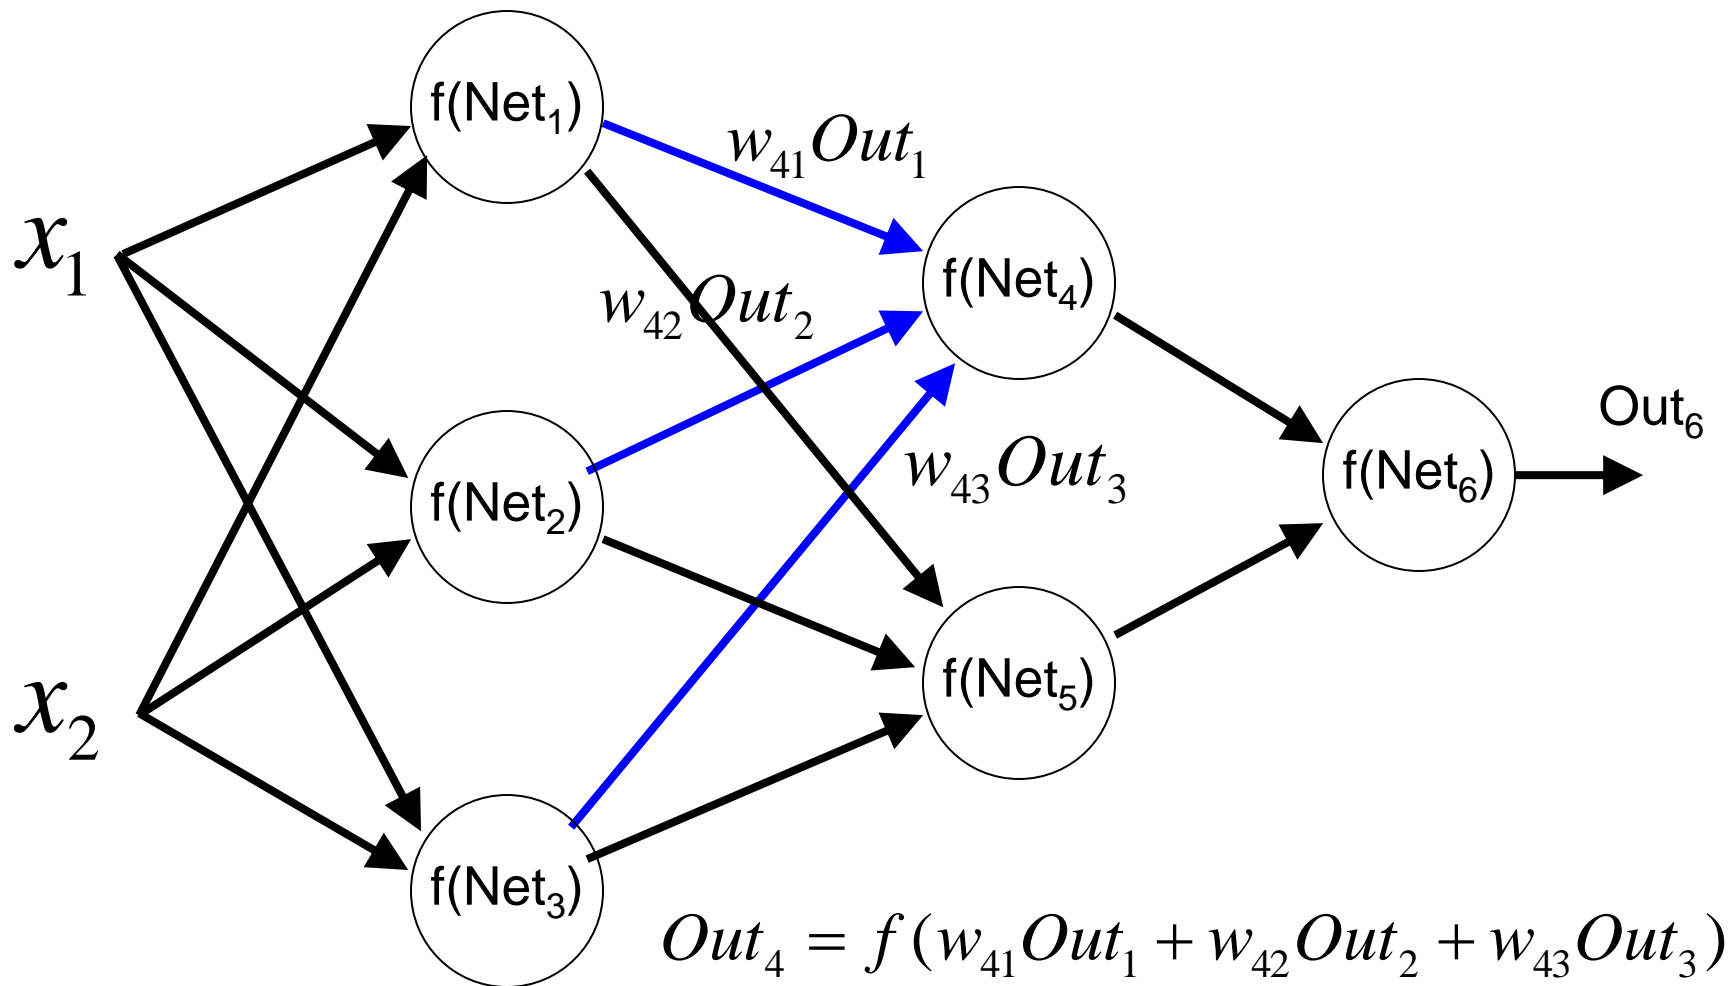 f(Net₁)
w₄₁Out₁
x₁
f(Net₄)
w₄₂Out₂
Out₆
w₄₃Out₃
f(Net₆)
f(Net₂)
x₂
f(Net₅)
f(Net₃)
Out₄ = f(w₄₁Out₁ + w₄₂Out₂ + w₄₃Out₃)